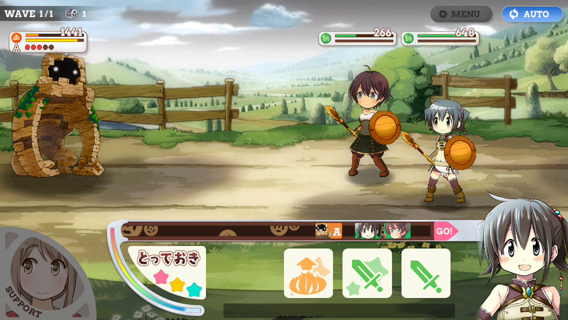 WAVE 1/1
1
MENU
AUTO
1441
A
266
648
A
GO!
とっておき
SUPPORT